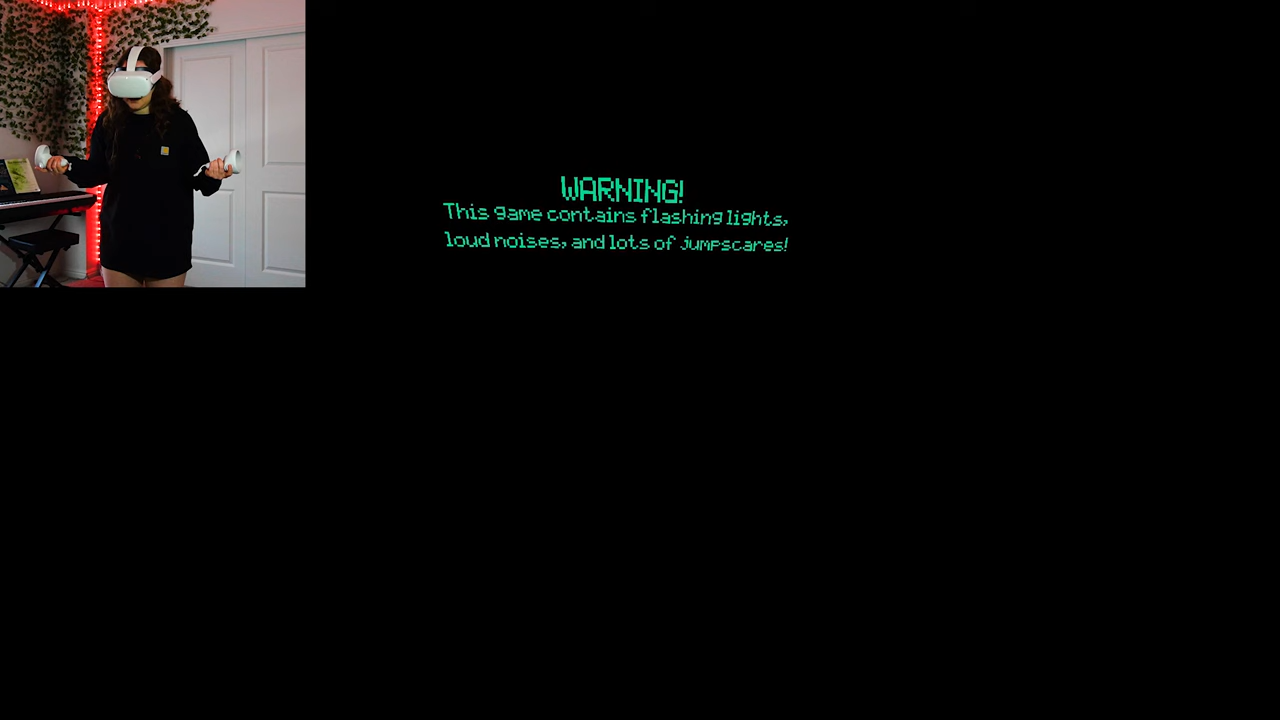 WARNING!
This game contains flashing lights,
loud noises, and lots of jumpscares!